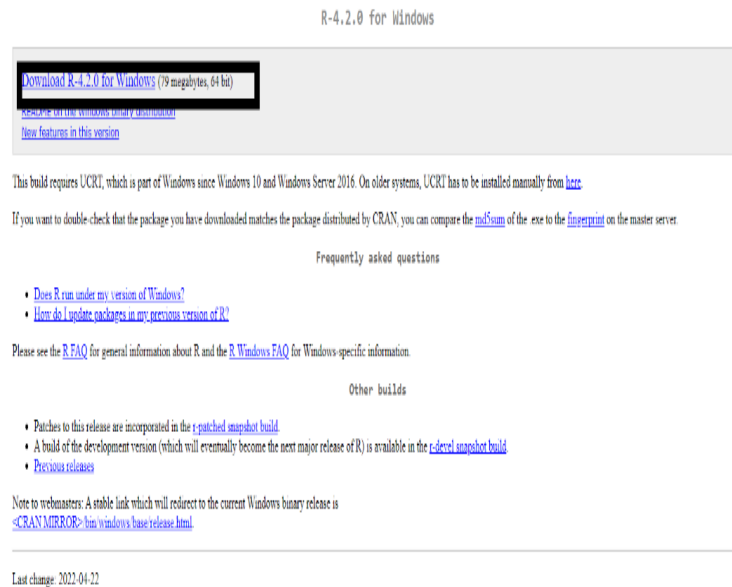 R-4.2.0 for Windows
Download R-4.2.0 for Windows (79 megabytes, 64 bit)
README on the Windows binary distribution
New features in this version
This build requires UCRT, which is part of Windows since Windows 10 and Windows Server 2016. On older systems, UCRT has to be installed manually from here.
If you want to double-check that the package you have downloaded matches the package distributed by CRAN, you can compare the md5sum of the .exe to the fingerprint on the master server.
Frequently asked questions
• Does R run under my version of Windows?
• How do I update packages in my previous version of R?
Please see the R FAQ for general information about R and the R Windows FAQ for Windows-specific information.
Other builds
• Patches to this release are incorporated in the r-patched snapshot build.
• A build of the development version (which will eventually become the next major release of R) is available in the r-devel snapshot build.
• Previous releases
Note to webmasters: A stable link which will redirect to the current Windows binary release is
<CRAN MIRROR>/bin/windows/base/release.html.
Last change: 2022-04-22